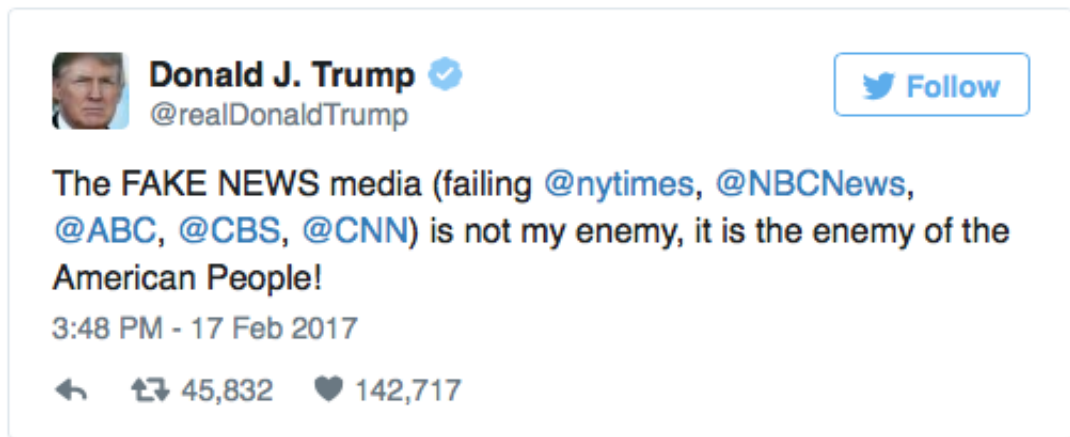 Donald J. Trump
Follow
@realDonaldTrump
The FAKE NEWS media (failing @nytimes, @NBCNews,
@ABC, @CBS, @CNN) is not my enemy, it is the enemy of the
American People!
3:48 PM - 17 Feb 2017
45,832 142,717